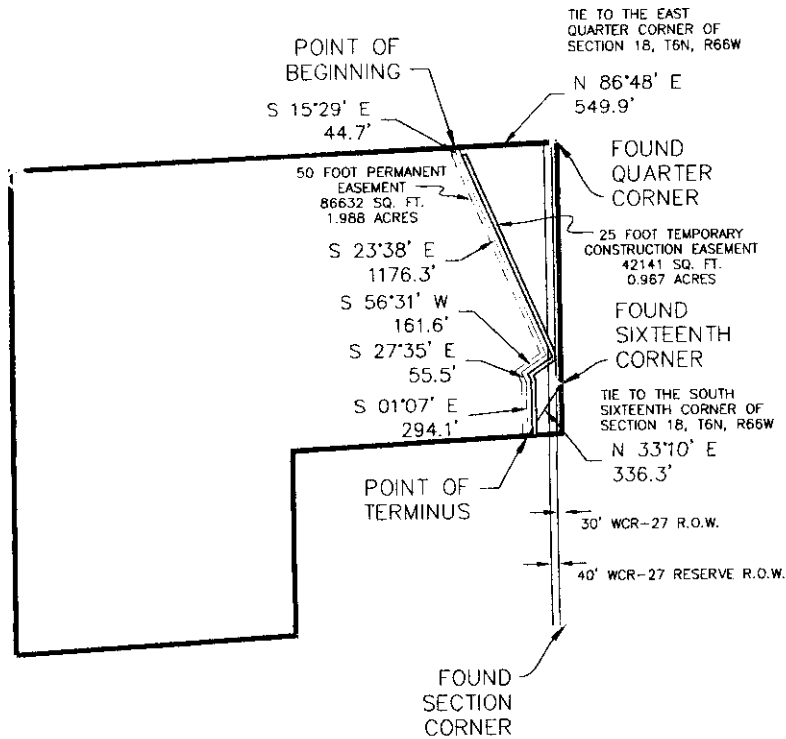 TIE TO THE EAST
QUARTER CORNER OF
SECTION 18, T6N, R66W
POINT OF
BEGINNING
N 86°48' E
549.9'
S 15°29' E
44.7'
FOUND
QUARTER
CORNER
50 FOOT PERMANENT
EASEMENT
86632 SQ. FT.
1.988 ACRES
25 FOOT TEMPORARY
CONSTRUCTION EASEMENT
42141 SQ. FT.
0.967 ACRES
S 23°38' E
1176.3'
S 56°31' W
161.6'
FOUND
SIXTEENTH
CORNER
S 27°35' E
55.5'
TIE TO THE SOUTH
SIXTEENTH CORNER OF
SECTION 18, T6N, R66W
S 01°07' E
294.1'
N 33°10' E
336.3'
POINT OF
TERMINUS
30' WCR-27 R.O.W.
40' WCR-27 RESERVE R.O.W.
FOUND
SECTION
CORNER